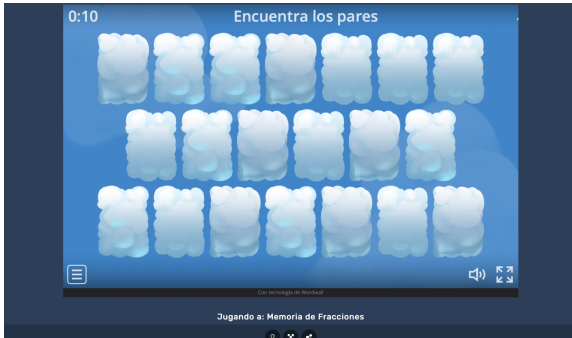 0:10
Encuentra los pares
Con tecnología de Wordwall
Jugando a: Memoria de Fracciones